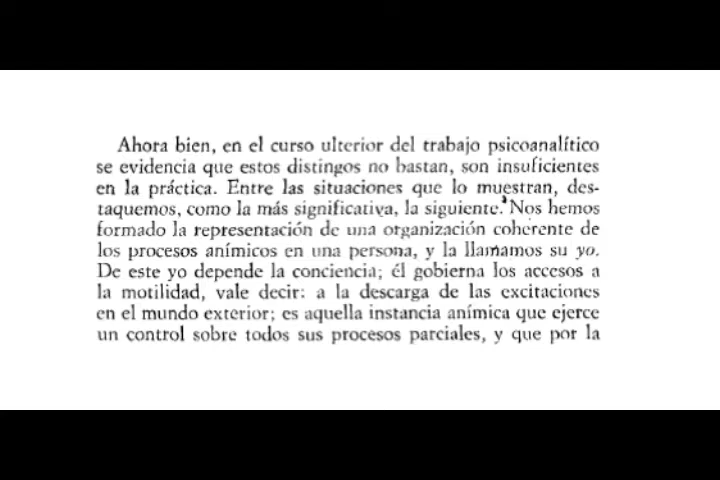 Ahora bien, en el curso ulterior del trabajo psicoanalítico
se evidencia que estos distingos no bastan, son insuficientes
en la práctica. Entre las situaciones que lo muestran, des-
taquemos, como la más significativa, la siguiente. Nos hemos
formado la representación de una organización coherente de
los procesos anímicos en una persona, y la llamamos su yo.
De este yo depende la conciencia; él gobierna los accesos a
la motilidad, vale decir: a la descarga de las excitaciones
en el mundo exterior; es aquella instancia anímica que ejerce
un control sobre todos sus procesos parciales, y que por la